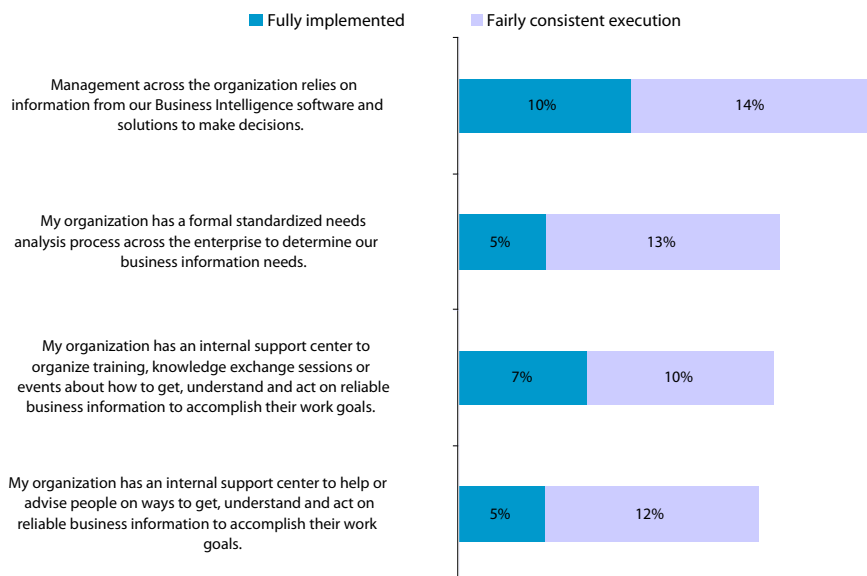 Fully implemented Fairly consistent execution
Management across the organization relies on
information from our Business Intelligence software and
solutions to make decisions.
10% 14%
My organization has a formal standardized needs
analysis process across the enterprise to determine our
business information needs.
5% 13%
My organization has an internal support center to
organize training, knowledge exchange sessions or
events about how to get, understand and act on reliable
business information to accomplish their work goals.
7% 10%
My organization has an internal support center to help or
advise people on ways to get, understand and act on
reliable business information to accomplish their work
goals.
5% 12%